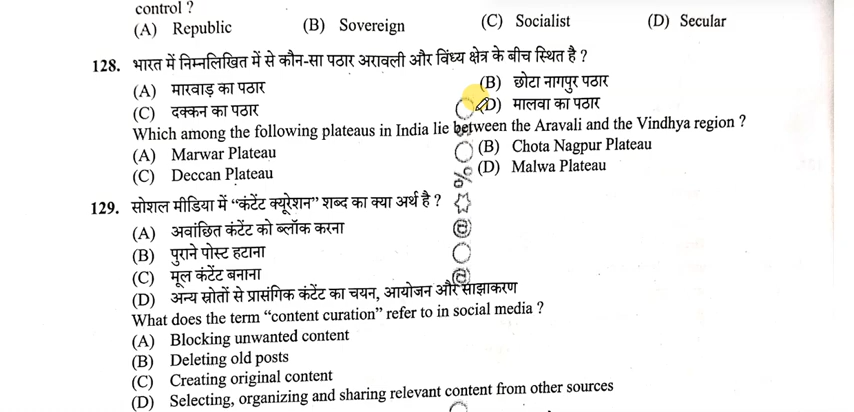 control ?
(A) Republic (B) Sovereign (C) Socialist (D) Secular
128. भारत में निम्नलिखित में से कौन-सा पठार अरावली और विंध्य क्षेत्र के बीच स्थित है ?
(A) मारवाड़ का पठार (B) छोटा नागपुर पठार
(C) दक्कन का पठार (D) मालवा का पठार
Which among the following plateaus in India lie between the Aravali and the Vindhya region ?
(A) Marwar Plateau (B) Chota Nagpur Plateau
(C) Deccan Plateau (D) Malwa Plateau
129. सोशल मीडिया में “कंटेंट क्यूरेशन” शब्द का क्या अर्थ है ?
(A) अवांछित कंटेंट को ब्लॉक करना
(B) पुराने पोस्ट हटाना
(C) मूल कंटेंट बनाना
(D) अन्य स्रोतों से प्रासंगिक कंटेंट का चयन, आयोजन और साझाकरण
What does the term “content curation” refer to in social media ?
(A) Blocking unwanted content
(B) Deleting old posts
(C) Creating original content
(D) Selecting, organizing and sharing relevant content from other sources